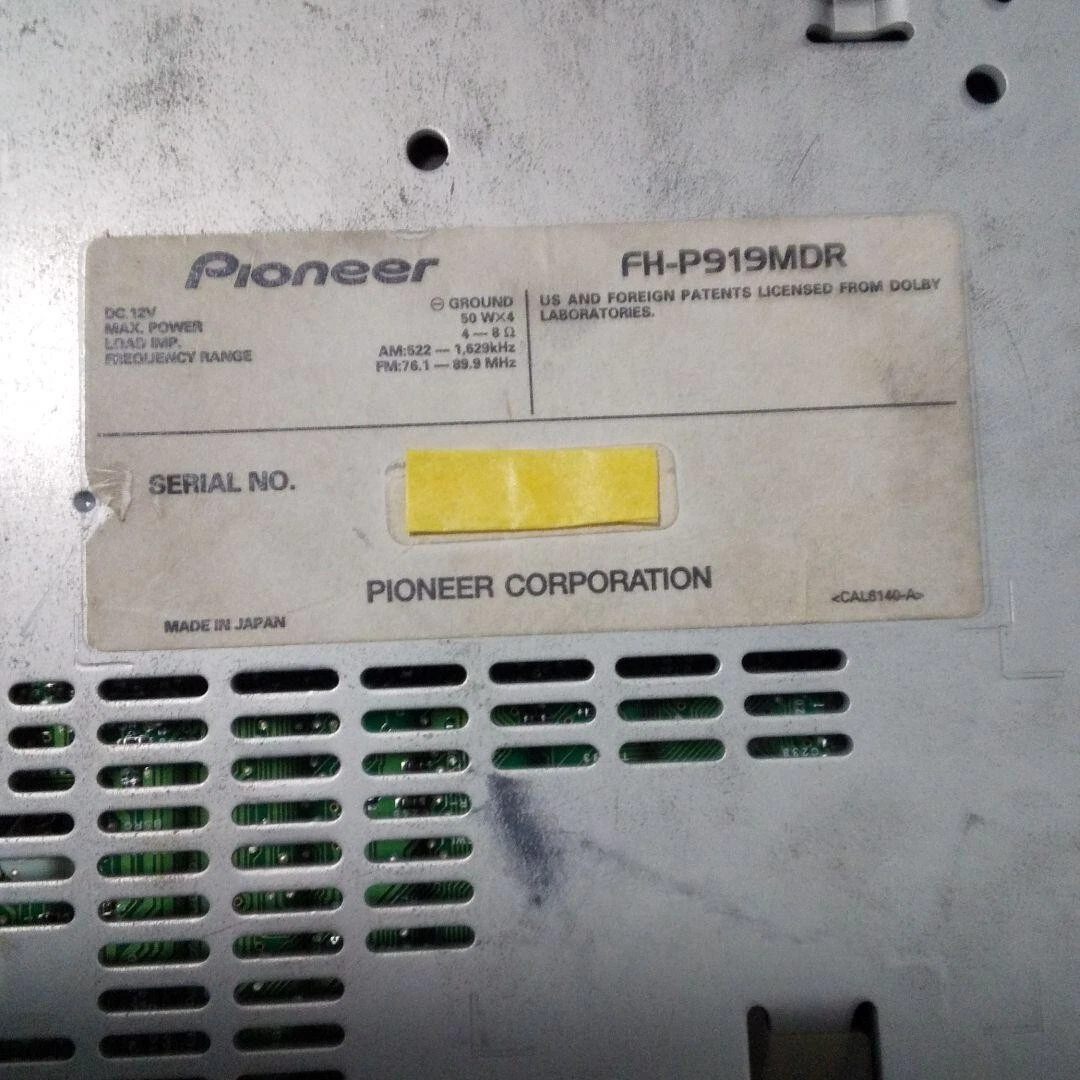 Pioneer
FH-P919MDR
DC. 12V ⊖ GROUND
MAX. POWER 50 W×4
LOAD IMP. 4 — 8 Ω
FREQUENCY RANGE AM:522 — 1,629kHz
FM:76.1 — 89.9 MHz
US AND FOREIGN PATENTS LICENSED FROM DOLBY
LABORATORIES.
SERIAL NO.
PIONEER CORPORATION
<CAL6140-A>
MADE IN JAPAN
C238